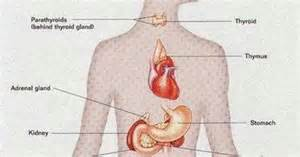 Parathyroids
(behind thyroid gland)
Thyroid
Thymus
Adrenal gland
Stomach
Kidney